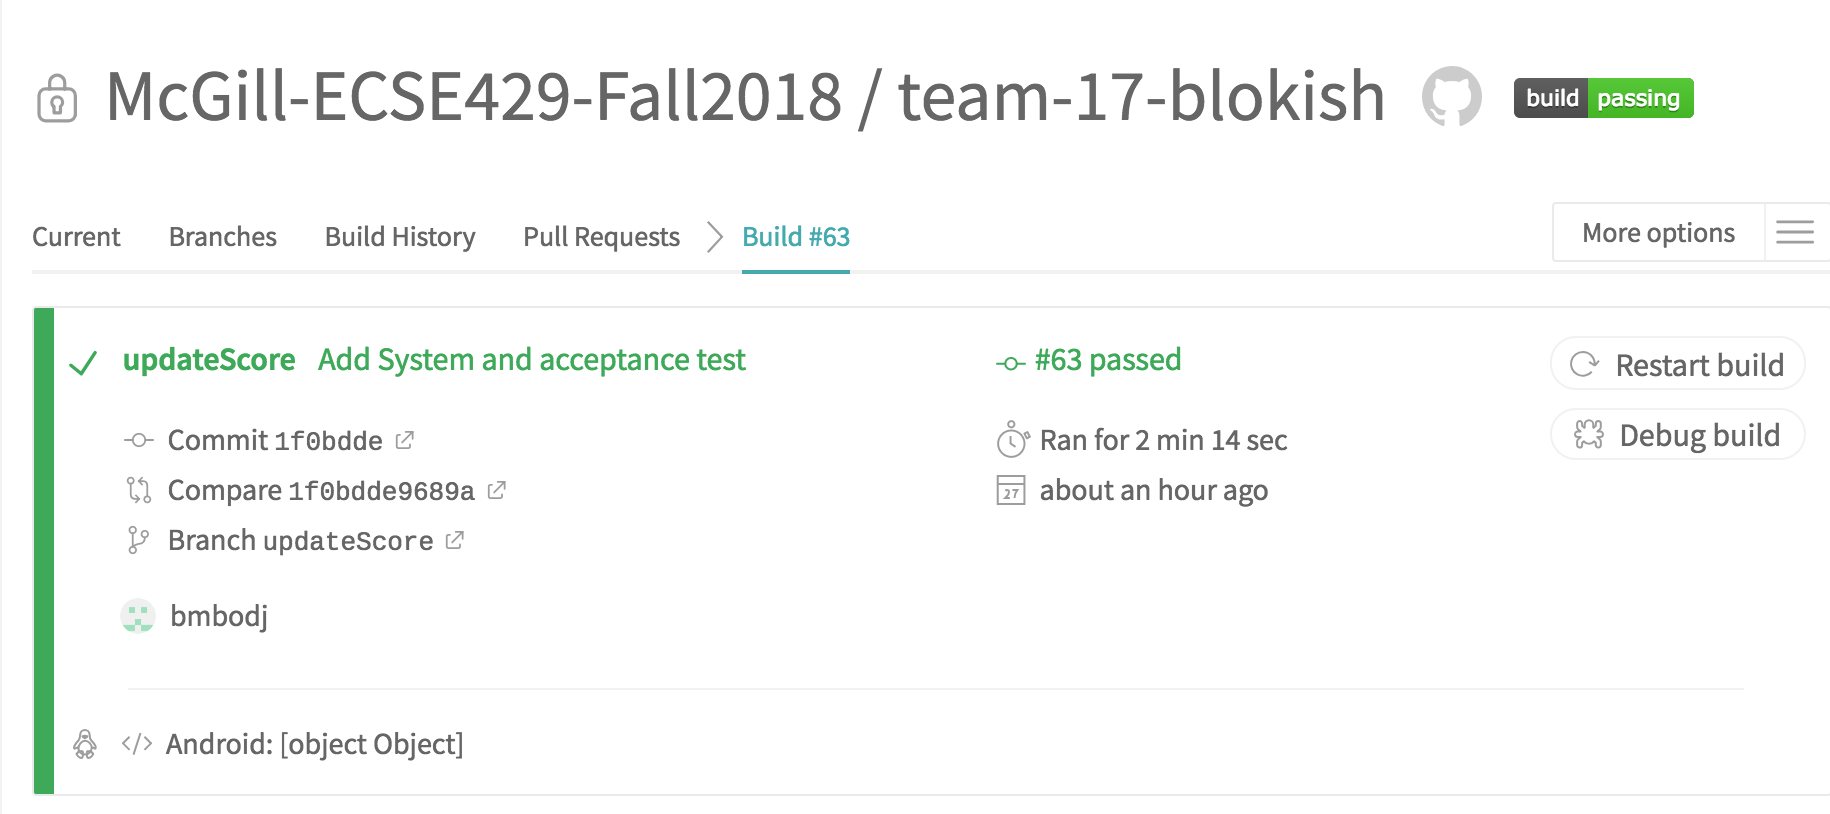 McGill-ECSE429-Fall2018 / team-17-blokish build passing
Current Branches Build History Pull Requests Build #63 More options
updateScore Add System and acceptance test #63 passed Restart build
Commit 1f0bdde Ran for 2 min 14 sec Debug build
Compare 1f0bdde9689a 27 about an hour ago
Branch updateScore
bmbodj
</> Android: [object Object]